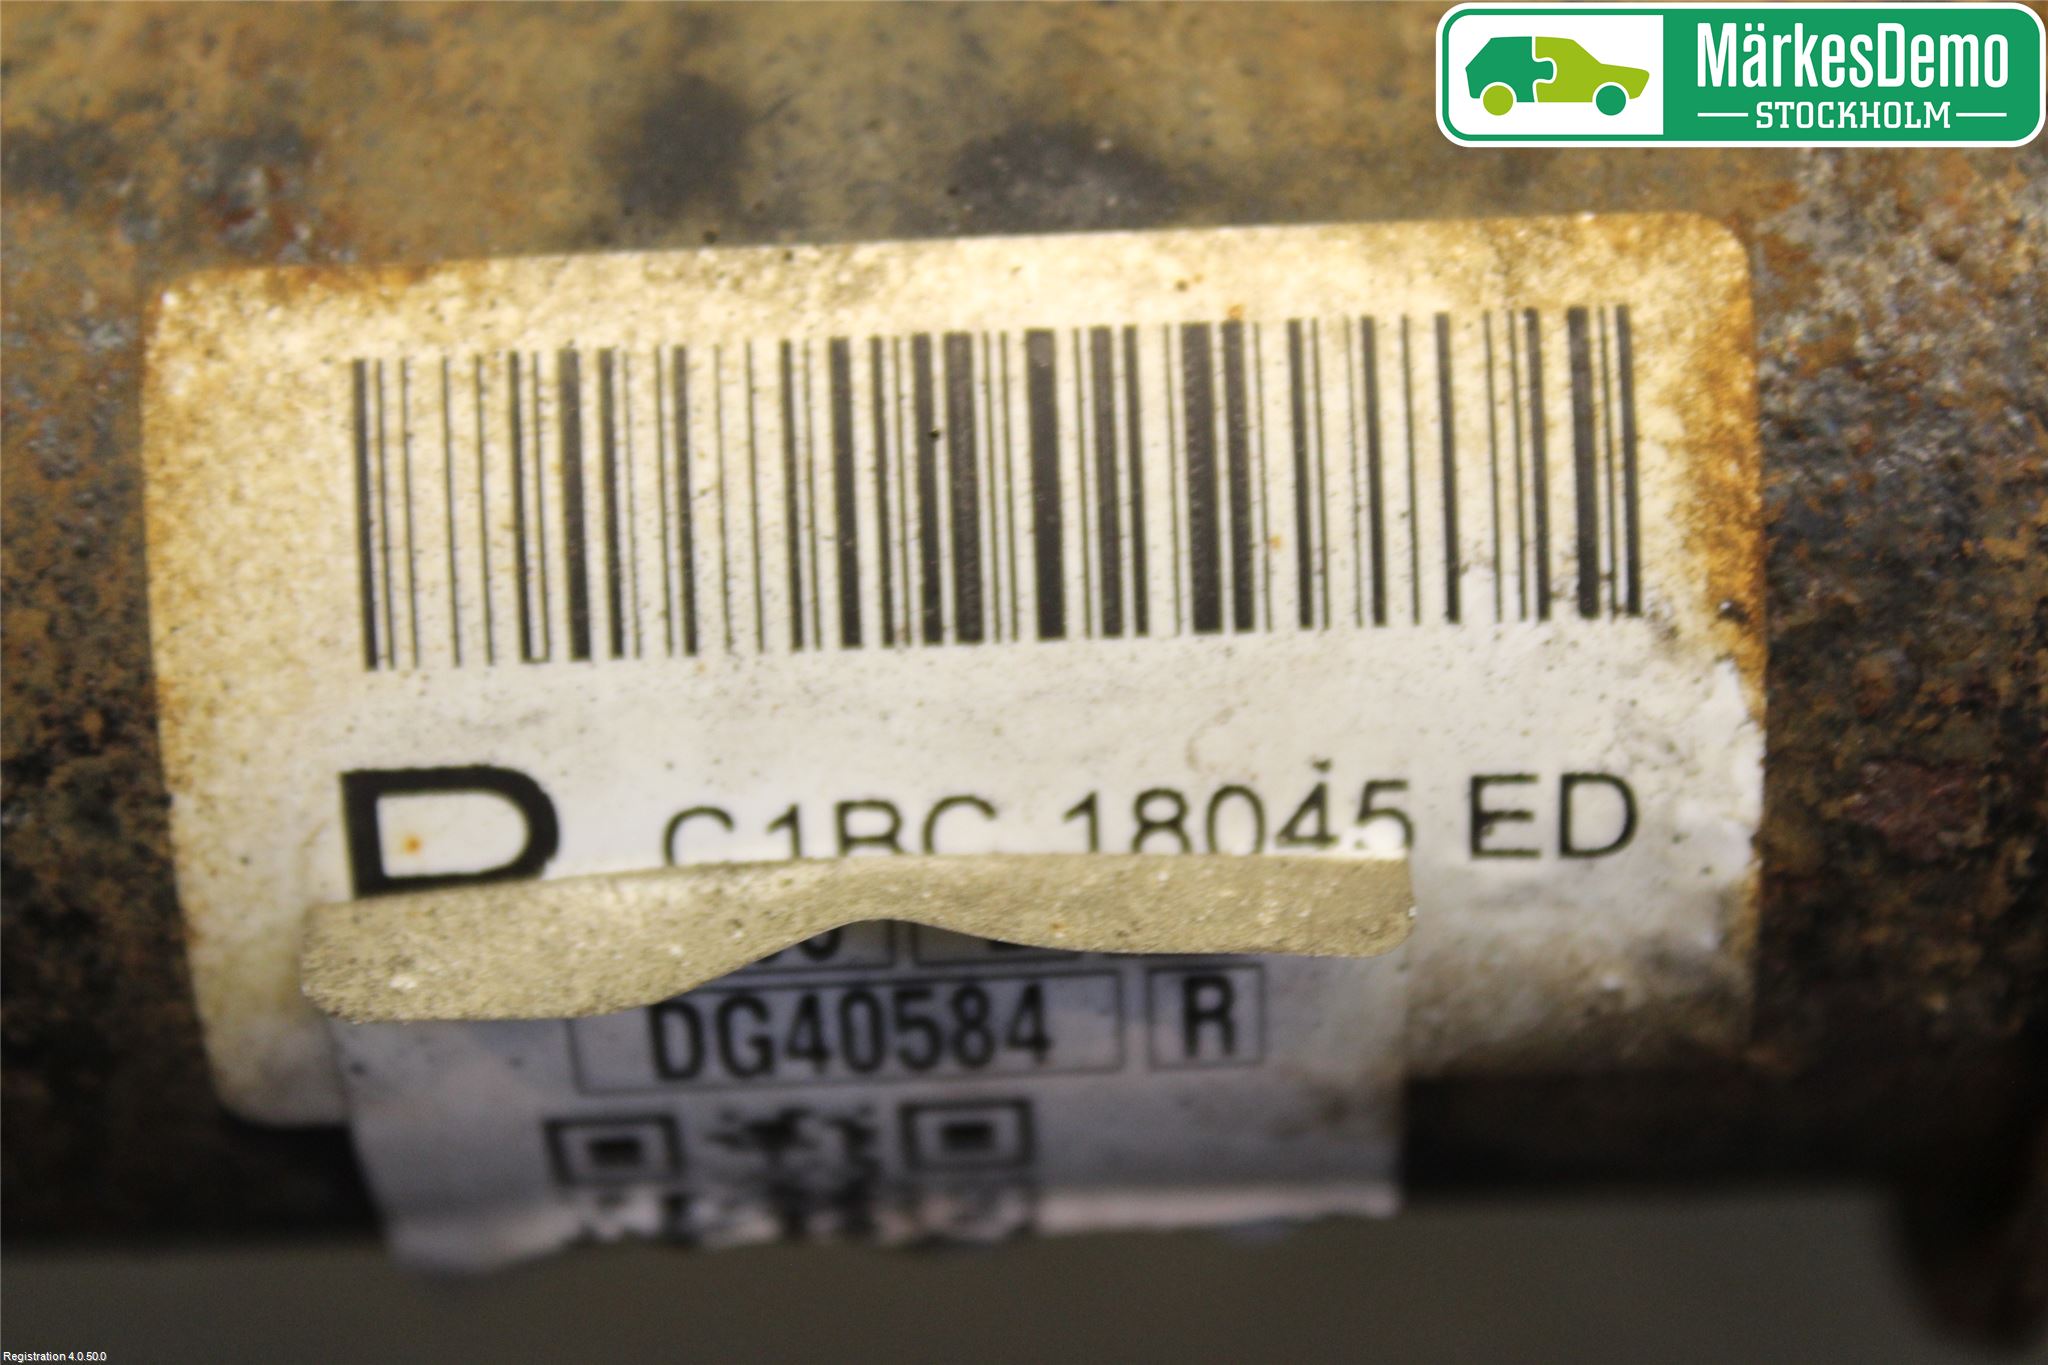 MärkesDemo
STOCKHOLM
C1BC 18045 ED
DG40584 R
Registration 4.0.50.0